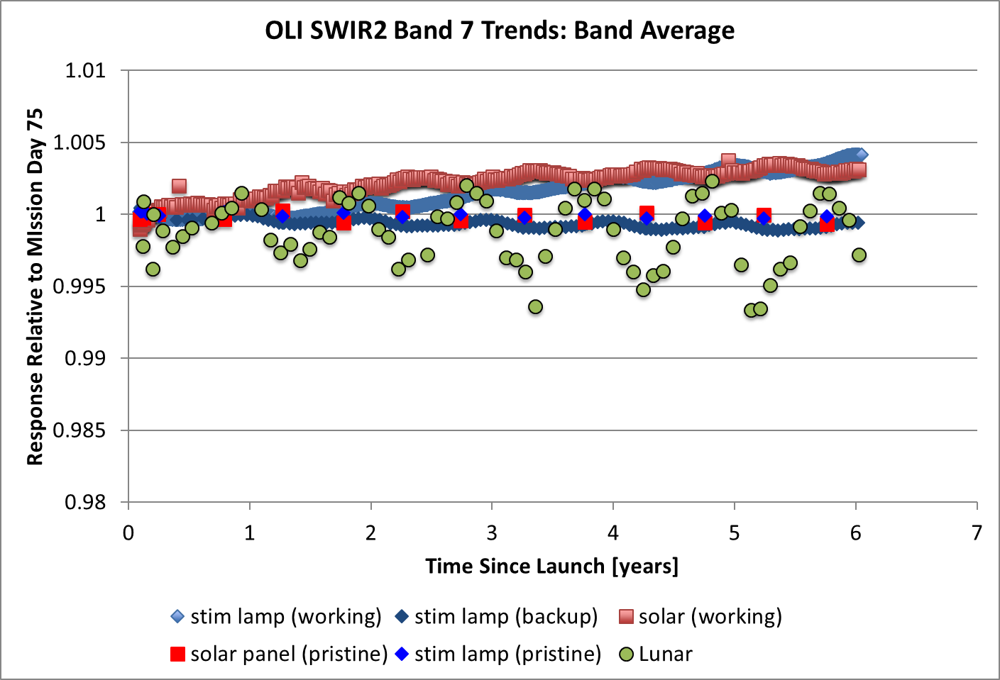 OLI SWIR2 Band 7 Trends: Band Average
Response Relative to MIssion Day 75
1.01
1.005
1
0.995
0.99
0.985
0.98
0 1 2 3 4 5 6 7
Time Since Launch [years]
stim lamp (working) stim lamp (backup) solar (working)
solar panel (pristine) stim lamp (pristine) Lunar